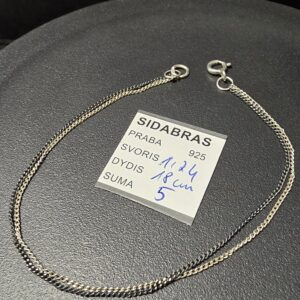 SIDABRAS
PRABA 925
SVORIS 1,24
DYDIS 18 cm
SUMA 5